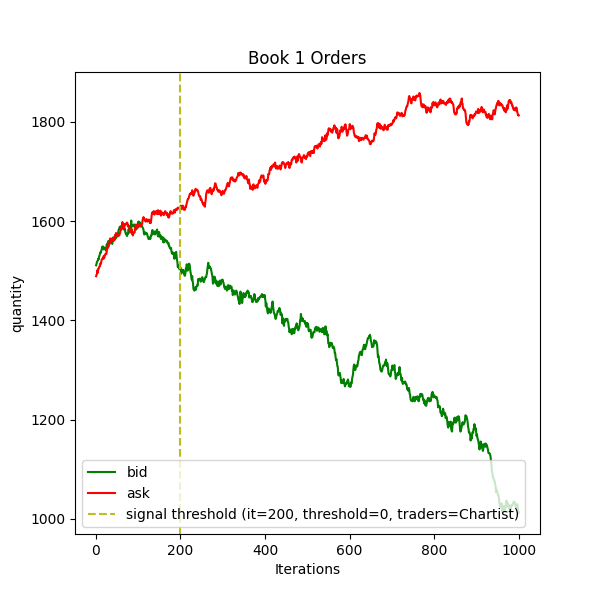 Book 1 Orders
quantity
1800
1600
1400
1200
1000
bid
ask
signal threshold (it=200, threshold=0, traders=Chartist)
0 200 400 600 800 1000
Iterations